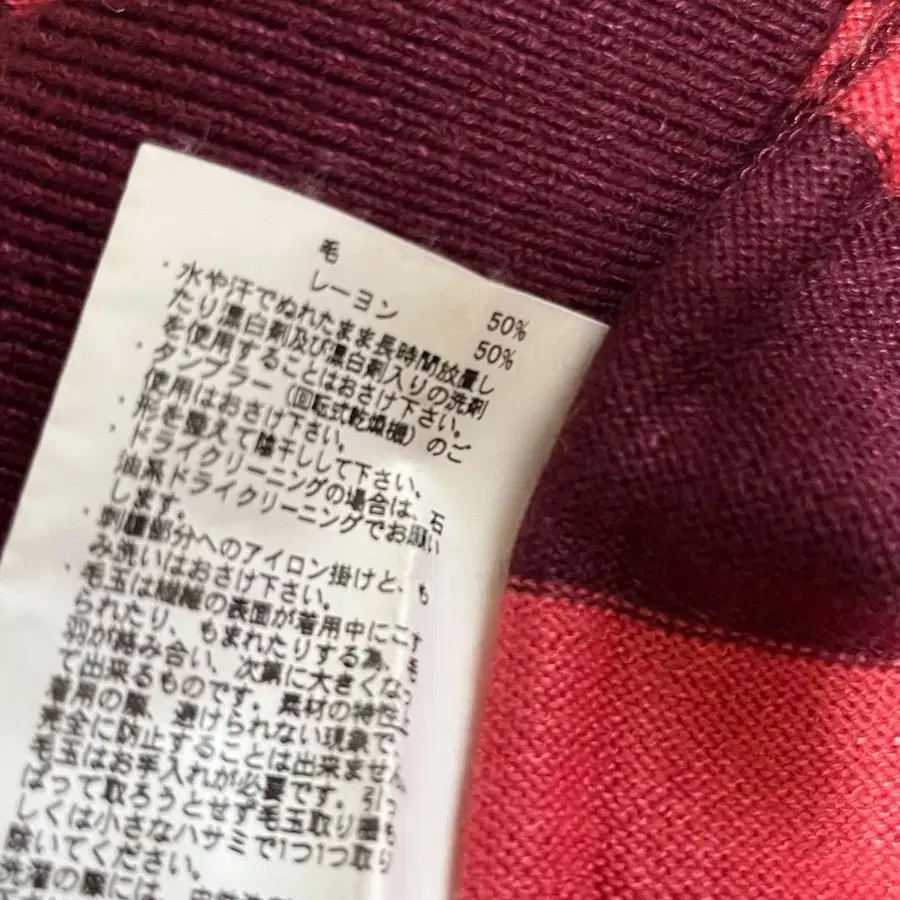 毛 50%
レーヨン 50%
・水や汗でぬれたまま長時間放置し
たり漂白剤及び漂白剤入りの洗剤
を使用することはおさけ下さい。
・タンブラー（回転式乾燥機）のご
使用はおさけ下さい。
・形を整えて陰干しして下さい。
・ドライクリーニングの場合は、石
油系ドライクリーニングでお願い
します。
・刺繍部分へのアイロン掛けと、も
み洗いはおさけ下さい。
・毛玉は繊維の表面が着用中にこす
られたり、もまれたりする為、毛
羽が絡み合い、次第に大きくなっ
て出来るものです。素材の特性上
着用の際、避けられない現象で、
完全に防止することは出来ません。
毛玉はお手入れが必要です。引っ
ぱって取ろうとせず毛玉取り器も
しくは小さなハサミで1つ1つ取り
除いてください。
洗濯の際には、